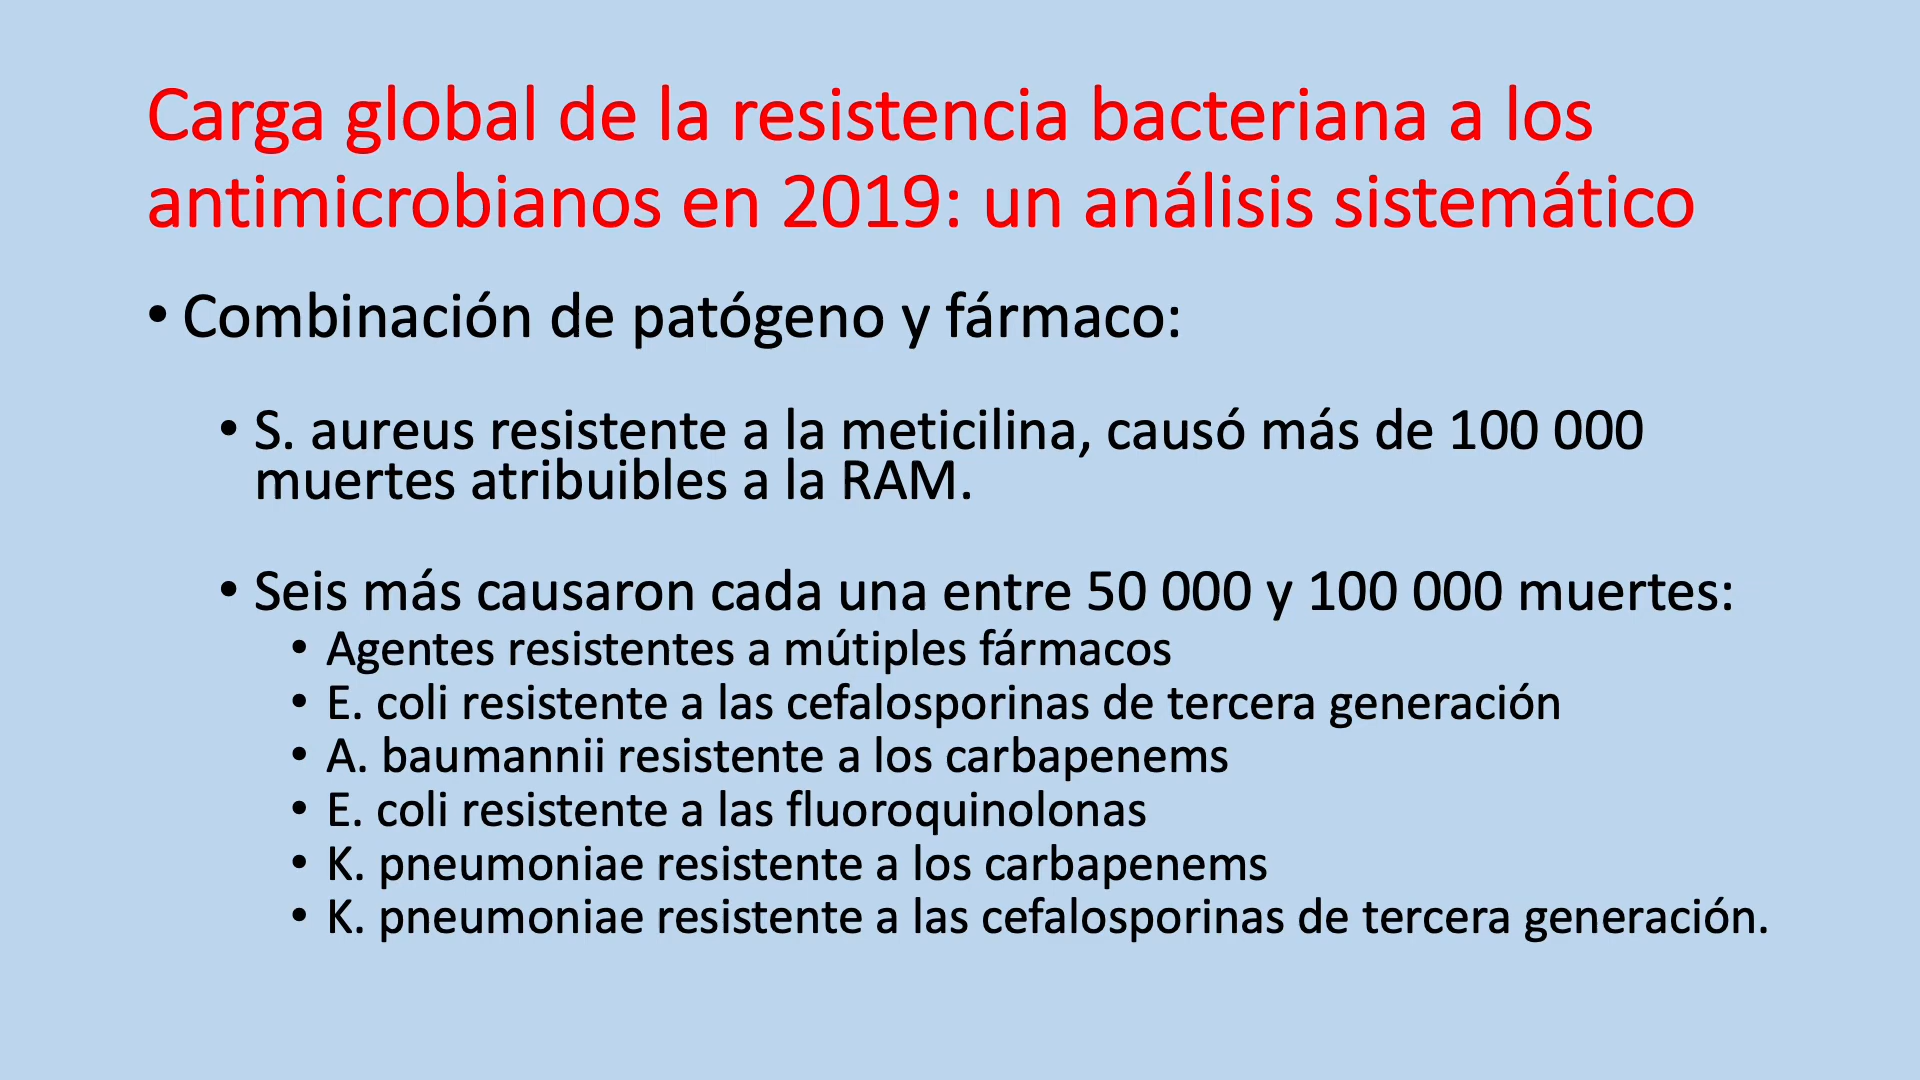 Carga global de la resistencia bacteriana a los
antimicrobianos en 2019: un análisis sistemático
• Combinación de patógeno y fármaco:
• S. aureus resistente a la meticilina, causó más de 100 000
muertes atribuibles a la RAM.
• Seis más causaron cada una entre 50 000 y 100 000 muertes:
• Agentes resistentes a mútiples fármacos
• E. coli resistente a las cefalosporinas de tercera generación
• A. baumannii resistente a los carbapenems
• E. coli resistente a las fluoroquinolonas
• K. pneumoniae resistente a los carbapenems
• K. pneumoniae resistente a las cefalosporinas de tercera generación.